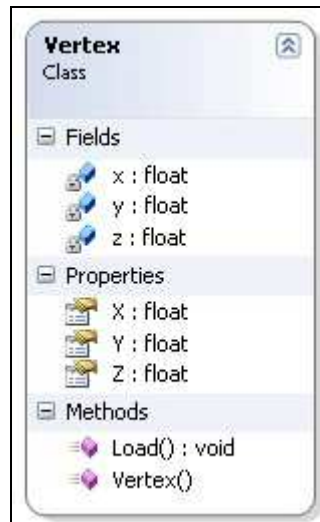 Vertex
Class
Fields
x : float
y : float
z : float
Properties
X : float
Y : float
Z : float
Methods
Load() : void
Vertex()